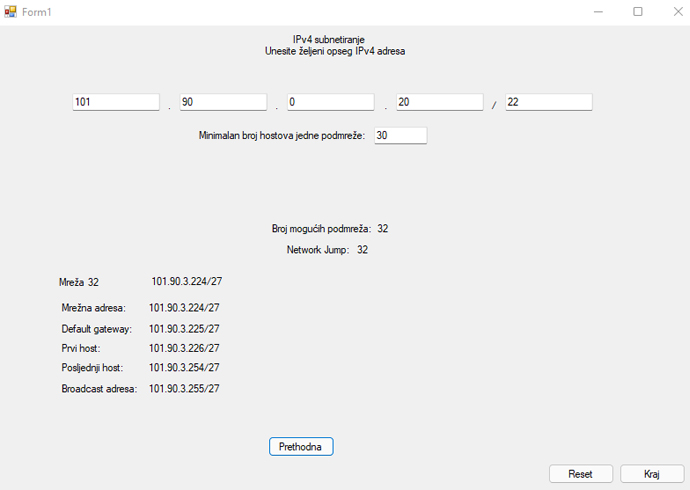 Form1
IPv4 subnetiranje
Unesite željeni opseg IPv4 adresa
101 . 90 . 0 . 20 / 22
Minimalan broj hostova jedne podmreže: 30
Broj mogućih podmreža: 32
Network Jump: 32
Mreža 32 101.90.3.224/27
Mrežna adresa: 101.90.3.224/27
Default gateway: 101.90.3.225/27
Prvi host: 101.90.3.226/27
Posljednji host: 101.90.3.254/27
Broadcast adresa: 101.90.3.255/27
Prethodna
Reset Kraj